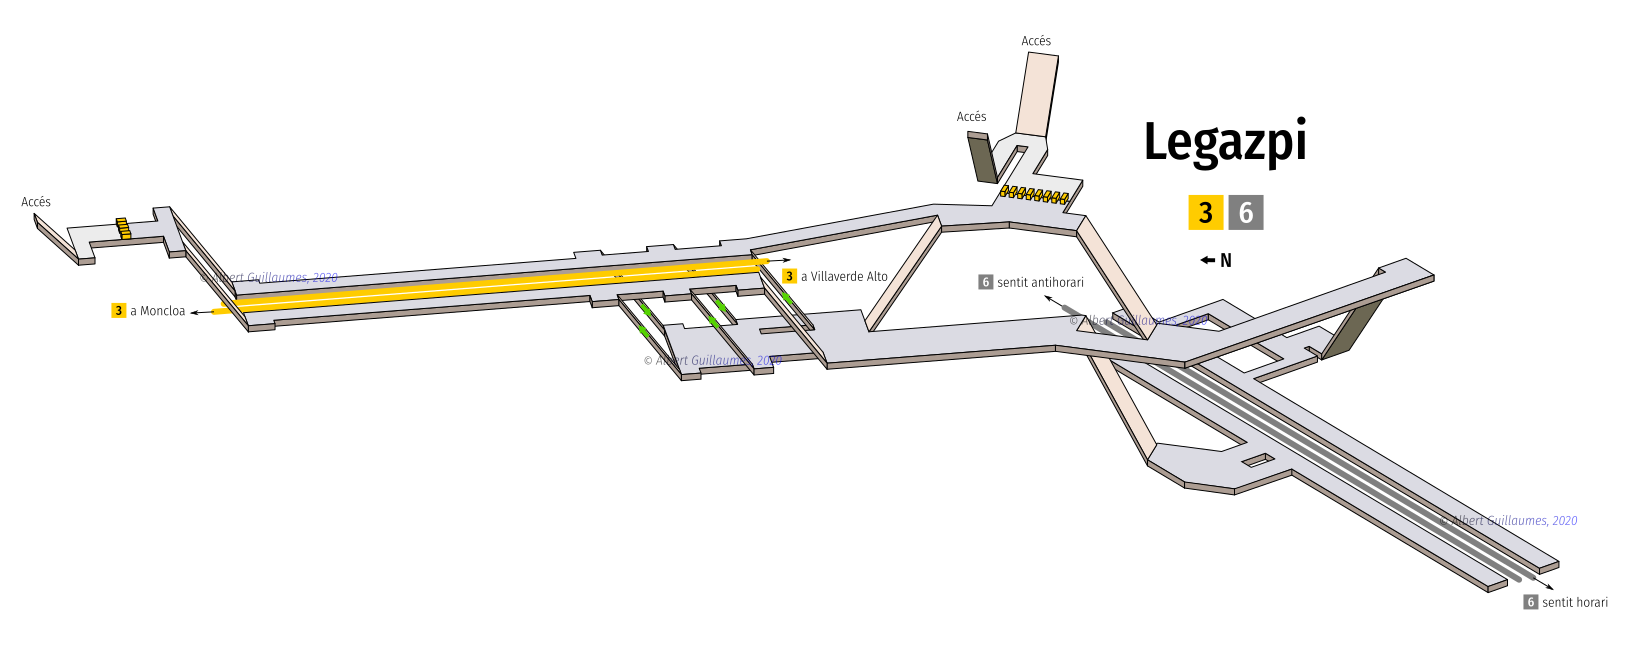 Accés
Accés
Legazpi
Accés
3 6
N
© Albert Guillaumes, 2020
3 a Villaverde Alto
6 sentit antihorari
3 a Moncloa
© Albert Guillaumes, 2020
© Albert Guillaumes, 2020
© Albert Guillaumes, 2020
6 sentit horari